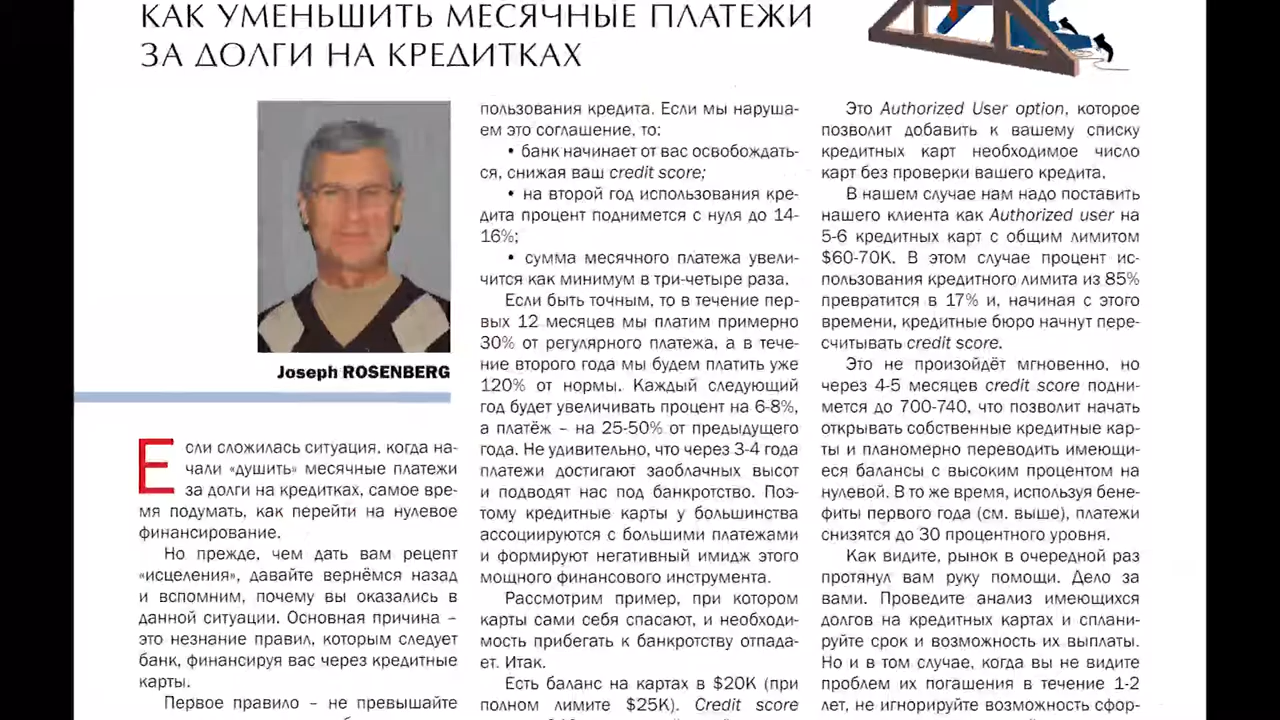 КАК УМЕНЬШИТЬ МЕСЯЧНЫЕ ПЛАТЕЖИ
ЗА ДОЛГИ НА КРЕДИТКАХ
Joseph ROSENBERG
Если сложилась ситуация, когда на-
чали «душить» месячные платежи
за долги на кредитках, самое вре-
мя подумать, как перейти на нулевое
финансирование.
Но прежде, чем дать вам рецепт
«исцеления», давайте вернёмся назад
и вспомним, почему вы оказались в
данной ситуации. Основная причина –
это незнание правил, которым следует
банк, финансируя вас через кредитные
карты.
Первое правило – не превышайте
пользования кредита. Если мы наруша-
ем это соглашение, то:
• банк начинает от вас освобождать-
ся, снижая ваш credit score;
• на второй год использования кре-
дита процент поднимется с нуля до 14-
16%;
• сумма месячного платежа увели-
чится как минимум в три-четыре раза.
Если быть точным, то в течение пер-
вых 12 месяцев мы платим примерно
30% от регулярного платежа, а в тече-
ние второго года мы будем платить уже
120% от нормы. Каждый следующий
год будет увеличивать процент на 6-8%,
а платёж – на 25-50% от предыдущего
года. Не удивительно, что через 3-4 года
платежи достигают заоблачных высот
и подводят нас под банкротство. Поэ-
тому кредитные карты у большинства
ассоциируются с большими платежами
и формируют негативный имидж этого
мощного финансового инструмента.
Рассмотрим пример, при котором
карты сами себя спасают, и необходи-
мость прибегать к банкротству отпада-
ет. Итак.
Есть баланс на картах в $20K (при
полном лимите $25K). Credit score
Это Authorized User option, которое
позволит добавить к вашему списку
кредитных карт необходимое число
карт без проверки вашего кредита.
В нашем случае нам надо поставить
нашего клиента как Authorized user на
5-6 кредитных карт с общим лимитом
$60-70K. В этом случае процент ис-
пользования кредитного лимита из 85%
превратится в 17% и, начиная с этого
времени, кредитные бюро начнут пере-
считывать credit score.
Это не произойдёт мгновенно, но
через 4-5 месяцев credit score подни-
мется до 700-740, что позволит начать
открывать собственные кредитные кар-
ты и планомерно переводить имеющи-
еся балансы с высоким процентом на
нулевой. В то же время, используя бене-
фиты первого года (см. выше), платежи
снизятся до 30 процентного уровня.
Как видите, рынок в очередной раз
протянул вам руку помощи. Дело за
вами. Проведите анализ имеющихся
долгов на кредитных картах и сплани-
руйте срок и возможность их выплаты.
Но и в том случае, когда вы не видите
проблем их погашения в течение 1-2
лет, не игнорируйте возможность сфор-